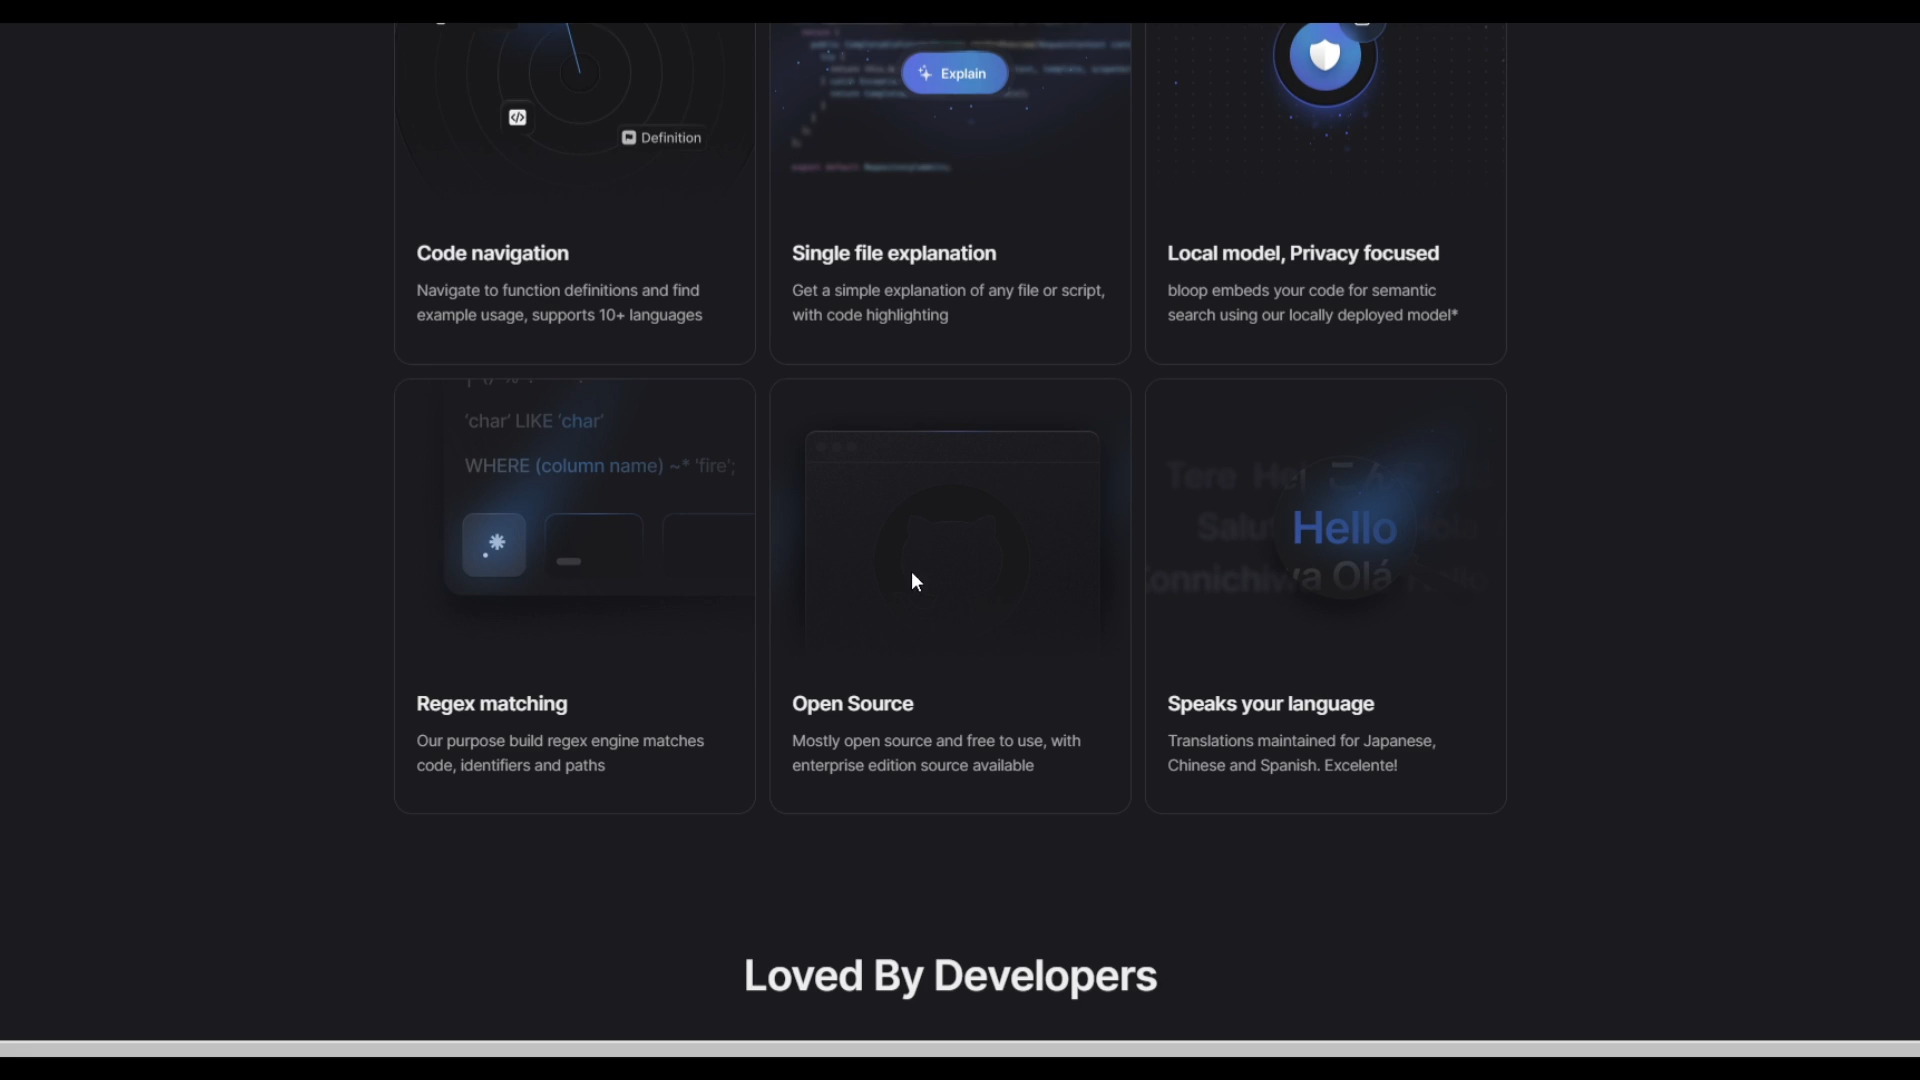 Explain
Definition
Code navigation
Navigate to function definitions and find
example usage, supports 10+ languages
Single file explanation
Get a simple explanation of any file or script,
with code highlighting
Local model, Privacy focused
bloop embeds your code for semantic
search using our locally deployed model*
'char' LIKE 'char'
WHERE (column name) ~* 'fire';
.*
Tere
Hello
Olá
Regex matching
Our purpose build regex engine matches
code, identifiers and paths
Open Source
Mostly open source and free to use, with
enterprise edition source available
Speaks your language
Translations maintained for Japanese,
Chinese and Spanish. Excelente!
Loved By Developers